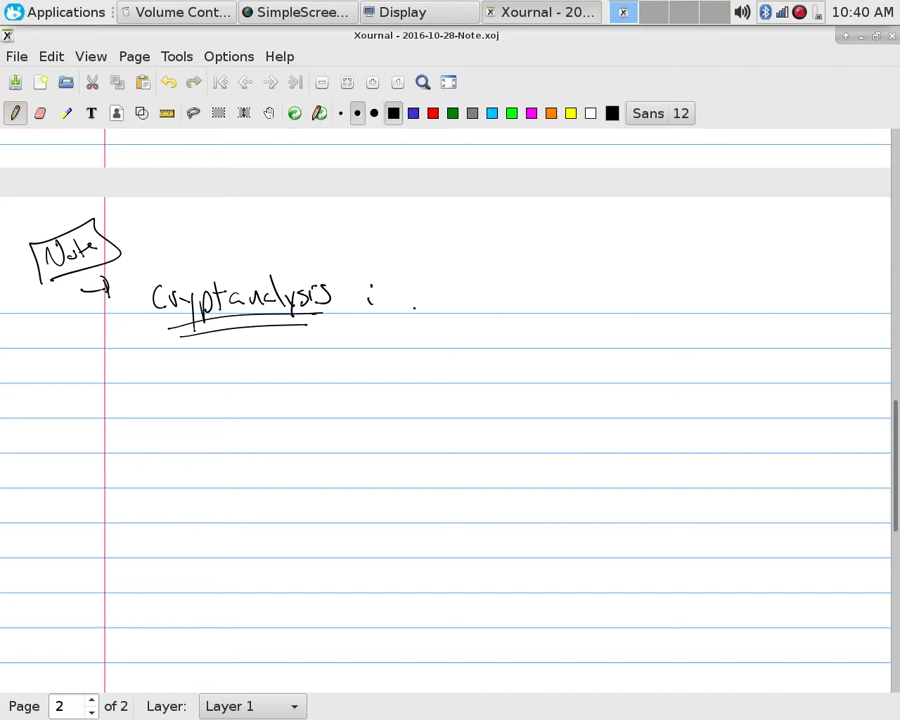 Applications
Volume Cont...
SimpleScree...
Display
Xournal - 20...
10:40 AM
Xournal - 2016-10-28-Note.xoj
File Edit View Page Tools Options Help
Sans 12
Note
Cryptanalysis i
Page 2 of 2 Layer: Layer 1